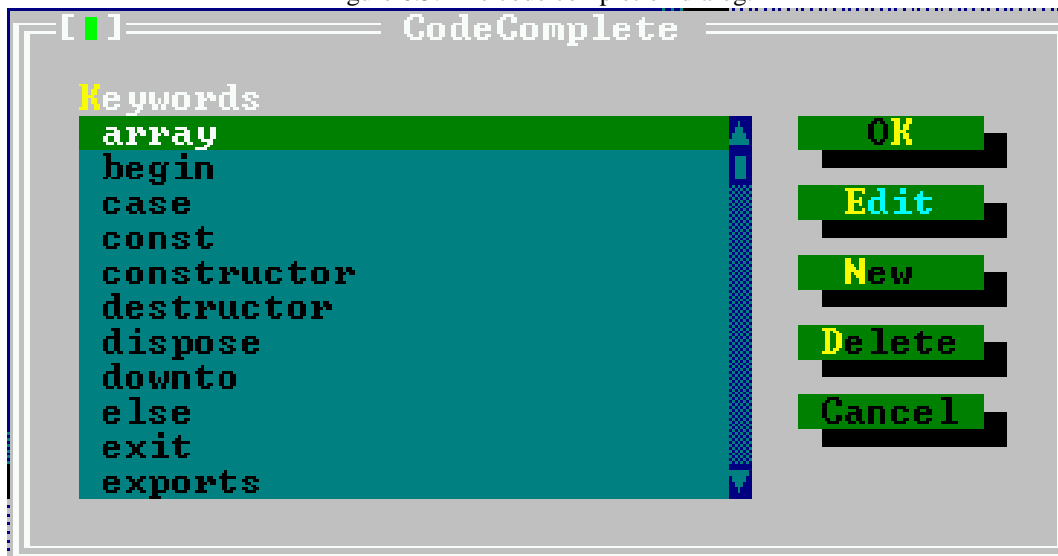 CodeComplete
Keywords
array
begin
case
const
constructor
destructor
dispose
downto
else
exit
exports
OK
Edit
New
Delete
Cancel